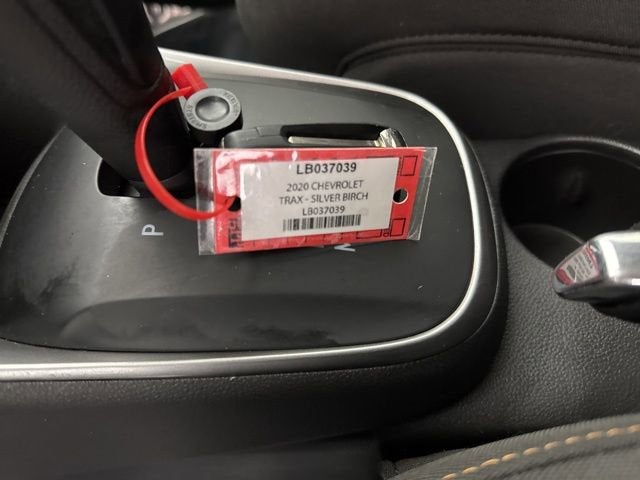 LB037039
2020 CHEVROLET
TRAX - SILVER BIRCH
LB037039
P